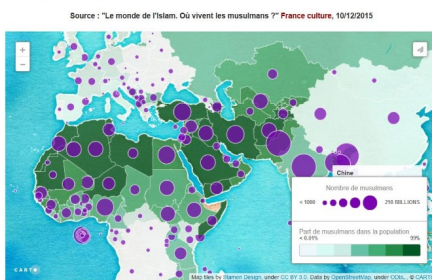 Source : "Le monde de l'Islam. Où vivent les musulmans ?" France culture, 10/12/2015
+
−
Chine
Nombre de musulmans
< 1000
210 BILLIONS
Part de musulmans dans la population
< 0,01%
99%
CARTO
Map tiles by Stamen Design, under CC BY 3.0. Data by OpenStreetMap, under ODbL. © CARTO